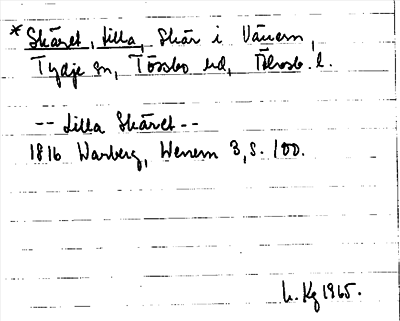 * Skäret, Lilla, Skär i Vänern,
Tydje sn, Tössbo hd, Älvsb. l.
-- Lilla Skäret --
1816 Warberg, Wenern 3, s. 100.
L. Kg 1965.